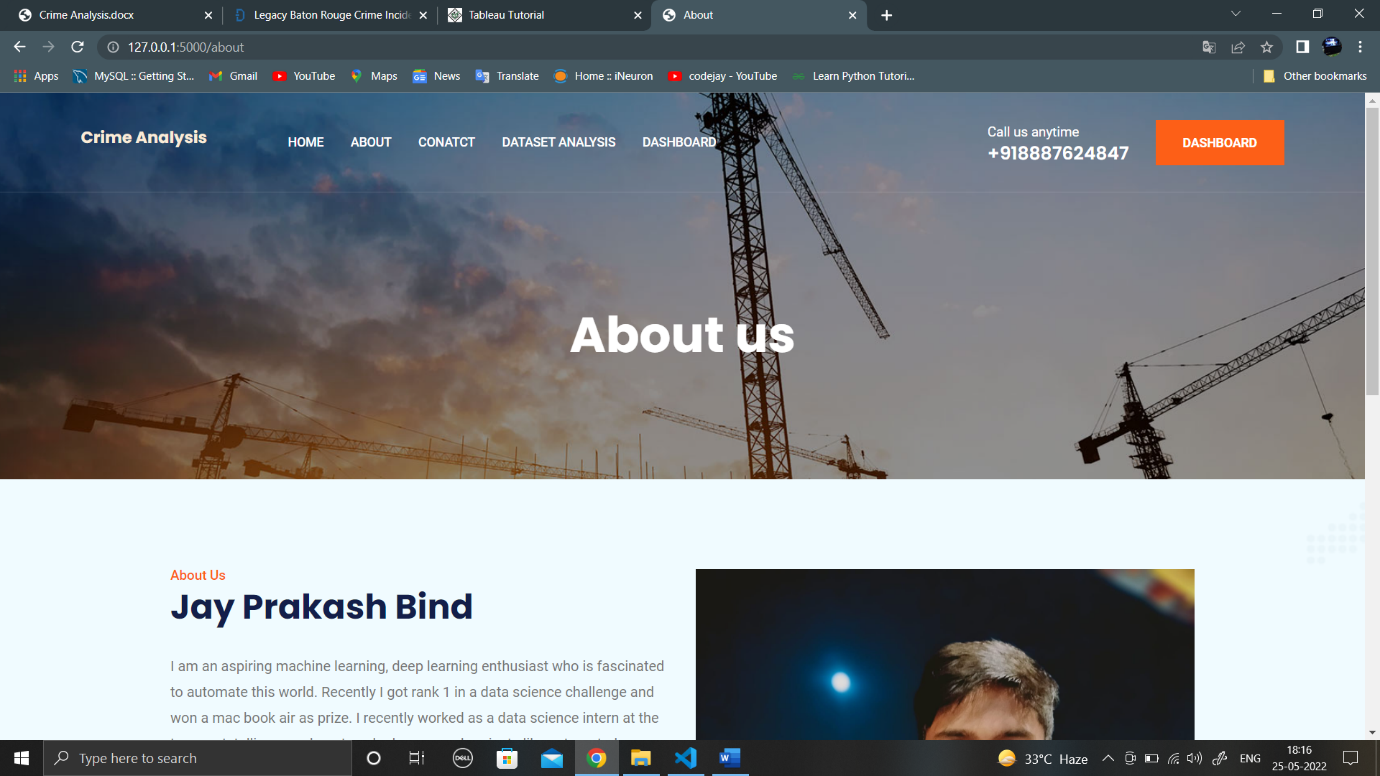 Crime Analysis.docx
Legacy Baton Rouge Crime Incid
Tableau Tutorial
About
127.0.0.1:5000/about
Apps
MySQL :: Getting St...
Gmail
YouTube
Maps
News
Translate
Home :: iNeuron
codejay - YouTube
Learn Python Tutori...
Other bookmarks
Crime Analysis
HOME
ABOUT
CONATCT
DATASET ANALYSIS
DASHBOARD
Call us anytime
+918887624847
DASHBOARD
About us
About Us
Jay Prakash Bind
I am an aspiring machine learning, deep learning enthusiast who is fascinated
to automate this world. Recently I got rank 1 in a data science challenge and
won a mac book air as prize. I recently worked as a data science intern at the
Type here to search
DELL
33°C Haze
ENG
18:16
25-05-2022